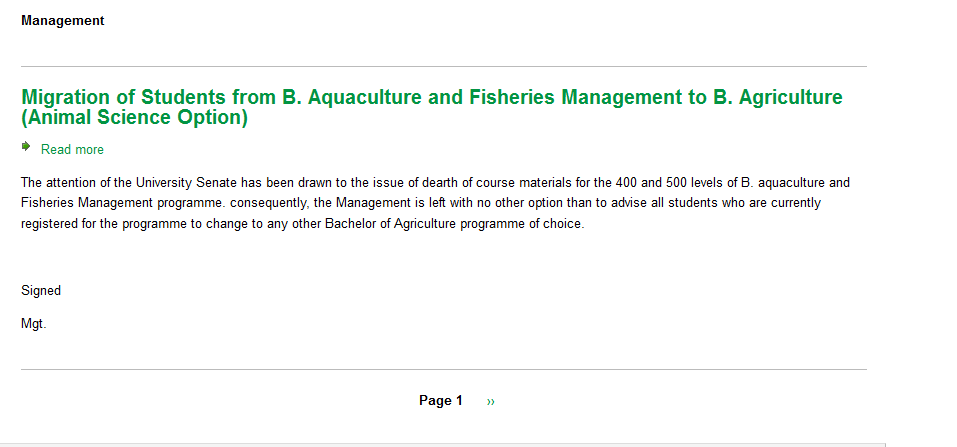 Management
Migration of Students from B. Aquaculture and Fisheries Management to B. Agriculture
(Animal Science Option)
Read more
The attention of the University Senate has been drawn to the issue of dearth of course materials for the 400 and 500 levels of B. aquaculture and
Fisheries Management programme. consequently, the Management is left with no other option than to advise all students who are currently
registered for the programme to change to any other Bachelor of Agriculture programme of choice.
Signed
Mgt.
Page 1 ››